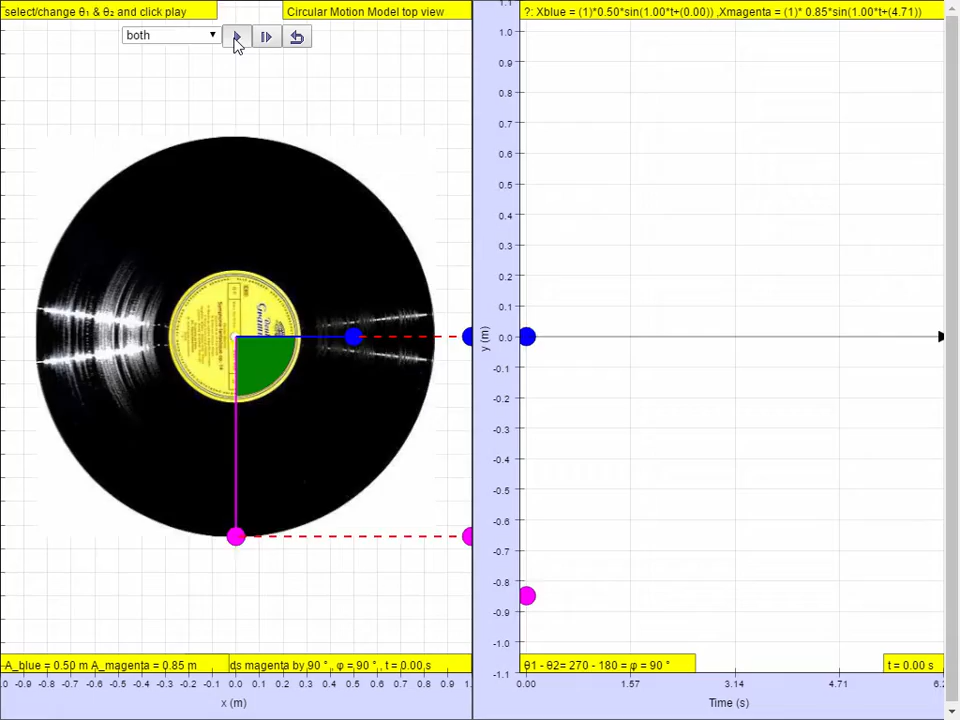 select/change θ₁ & θ₂ and click play
Circular Motion Model top view
?: Xblue = (1)*0.50*sin(1.00*t+(0.00)) ,Xmagenta = (1)* 0.85*sin(1.00*t+(4.71))
both
1.1
1.0
0.9
0.8
0.7
0.6
0.5
0.4
0.3
0.2
0.1
0.0
-0.1
-0.2
-0.3
-0.4
-0.5
-0.6
-0.7
-0.8
-0.9
-1.0
-1.1
y (m)
A_blue = 0.50 m A_magenta = 0.85 m
ds magenta by 90 °, φ = 90 °, t = 0.00 s
θ1 - θ2= 270 - 180 = φ = 90 °
t = 0.00 s
.0 -0.9 -0.8 -0.7 -0.6 -0.5 -0.4 -0.3 -0.2 -0.1 0.0 0.1 0.2 0.3 0.4 0.5 0.6 0.7 0.8 0.9 1.
0.00 1.57 3.14 4.71 6.2
x (m)
Time (s)